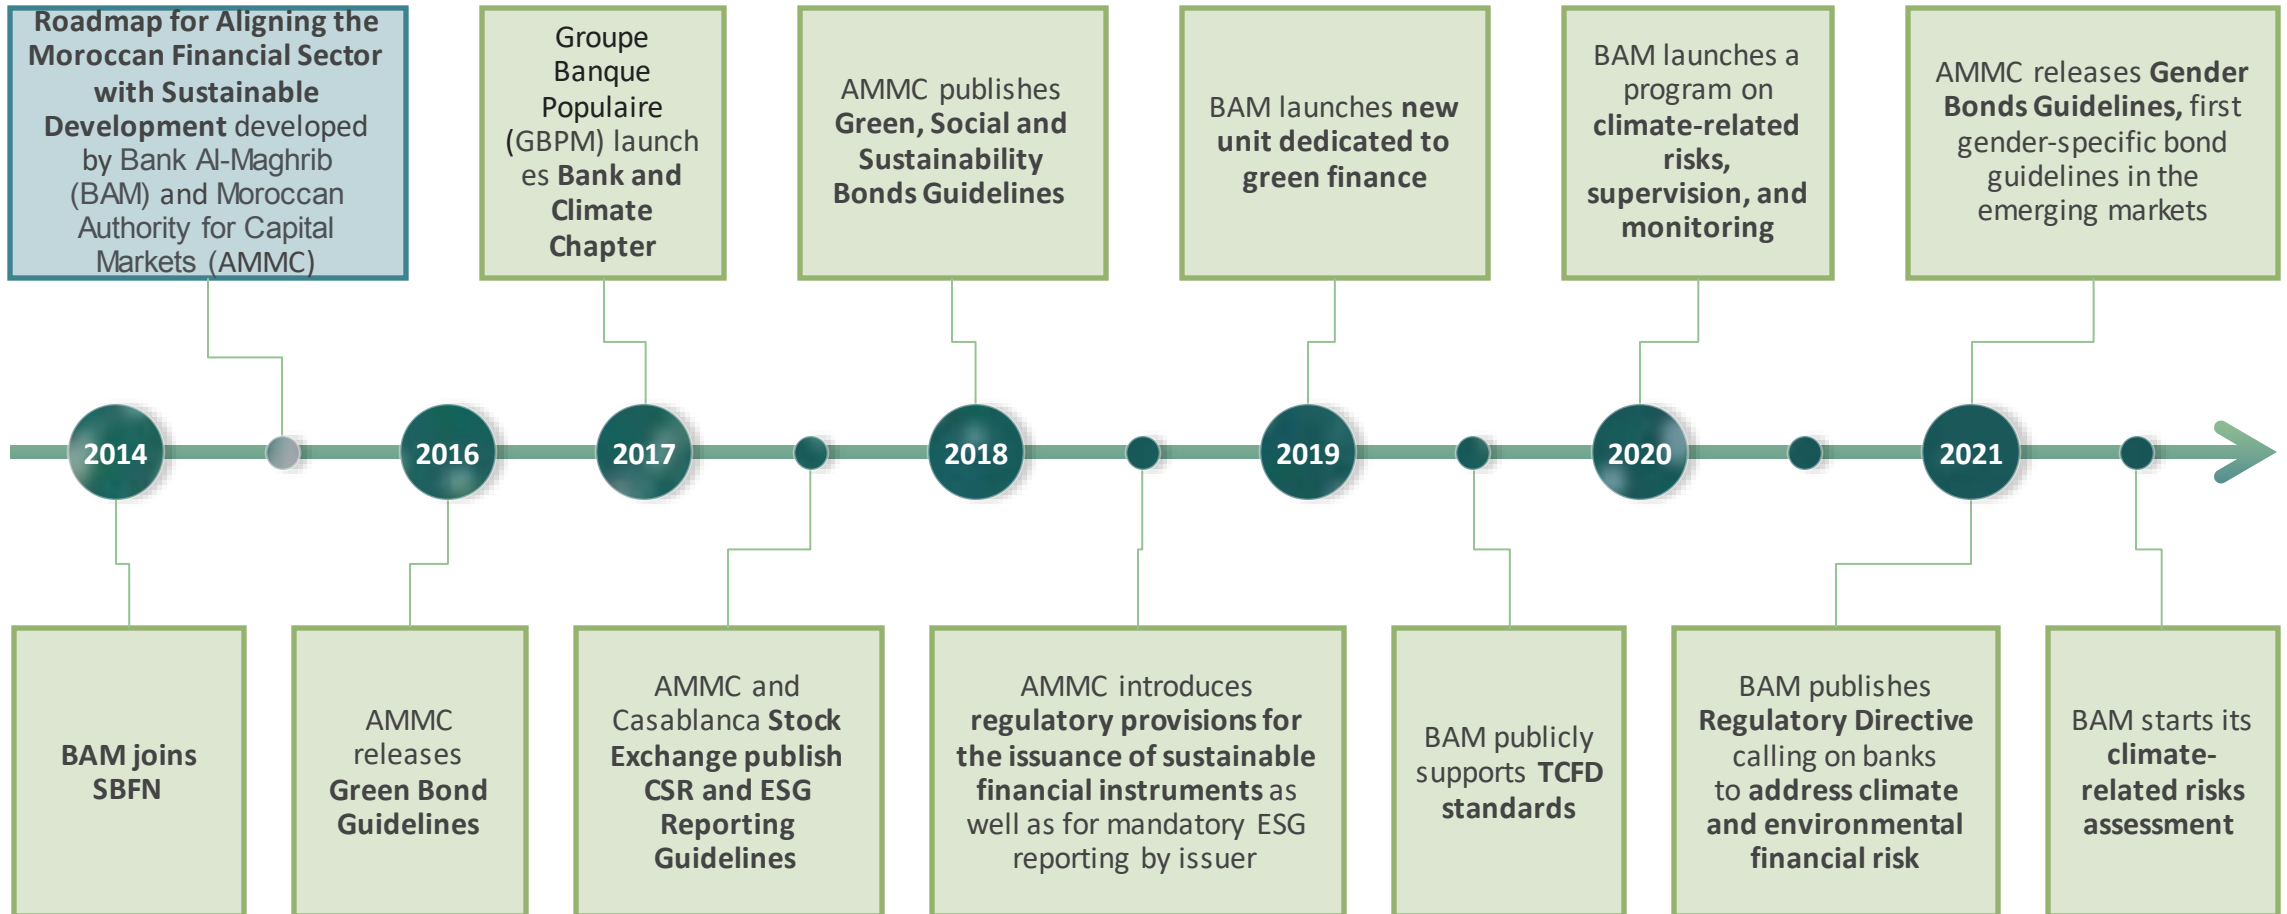 Roadmap for Aligning the
Moroccan Financial Sector
with Sustainable
Development developed
by Bank Al-Maghrib
(BAM) and Moroccan
Authority for Capital
Markets (AMMC)
Groupe
Banque
Populaire
(GBPM) launch
es Bank and
Climate
Chapter
AMMC publishes
Green, Social and
Sustainability
Bonds Guidelines
BAM launches new
unit dedicated to
green finance
BAM launches a
program on
climate-related
risks,
supervision, and
monitoring
AMMC releases Gender
Bonds Guidelines, first
gender-specific bond
guidelines in the
emerging markets
2014
2016
2017
2018
2019
2020
2021
BAM joins
SBFN
AMMC
releases
Green Bond
Guidelines
AMMC and
Casablanca Stock
Exchange publish
CSR and ESG
Reporting
Guidelines
AMMC introduces
regulatory provisions for
the issuance of sustainable
financial instruments as
well as for mandatory ESG
reporting by issuer
BAM publicly
supports TCFD
standards
BAM publishes
Regulatory Directive
calling on banks
to address climate
and environmental
financial risk
BAM starts its
climate-
related risks
assessment